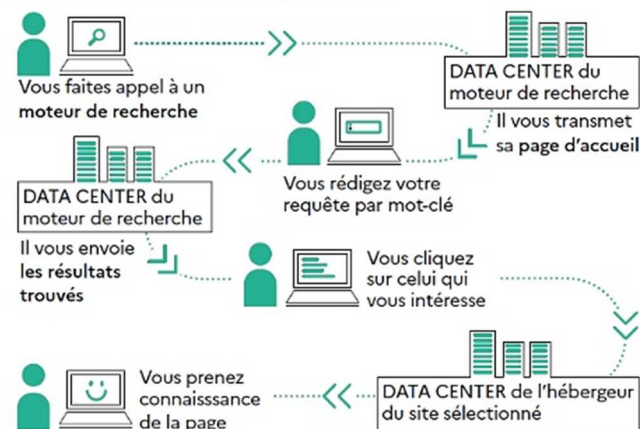 Vous faites appel à un
moteur de recherche
DATA CENTER du
moteur de recherche
Il vous transmet
sa page d'accueil
Vous rédigez votre
requête par mot-clé
DATA CENTER du
moteur de recherche
Il vous envoie
les résultats
trouvés
Vous cliquez
sur celui qui
vous intéresse
DATA CENTER de l'hébergeur
du site sélectionné
Vous prenez
connaisssance
de la page